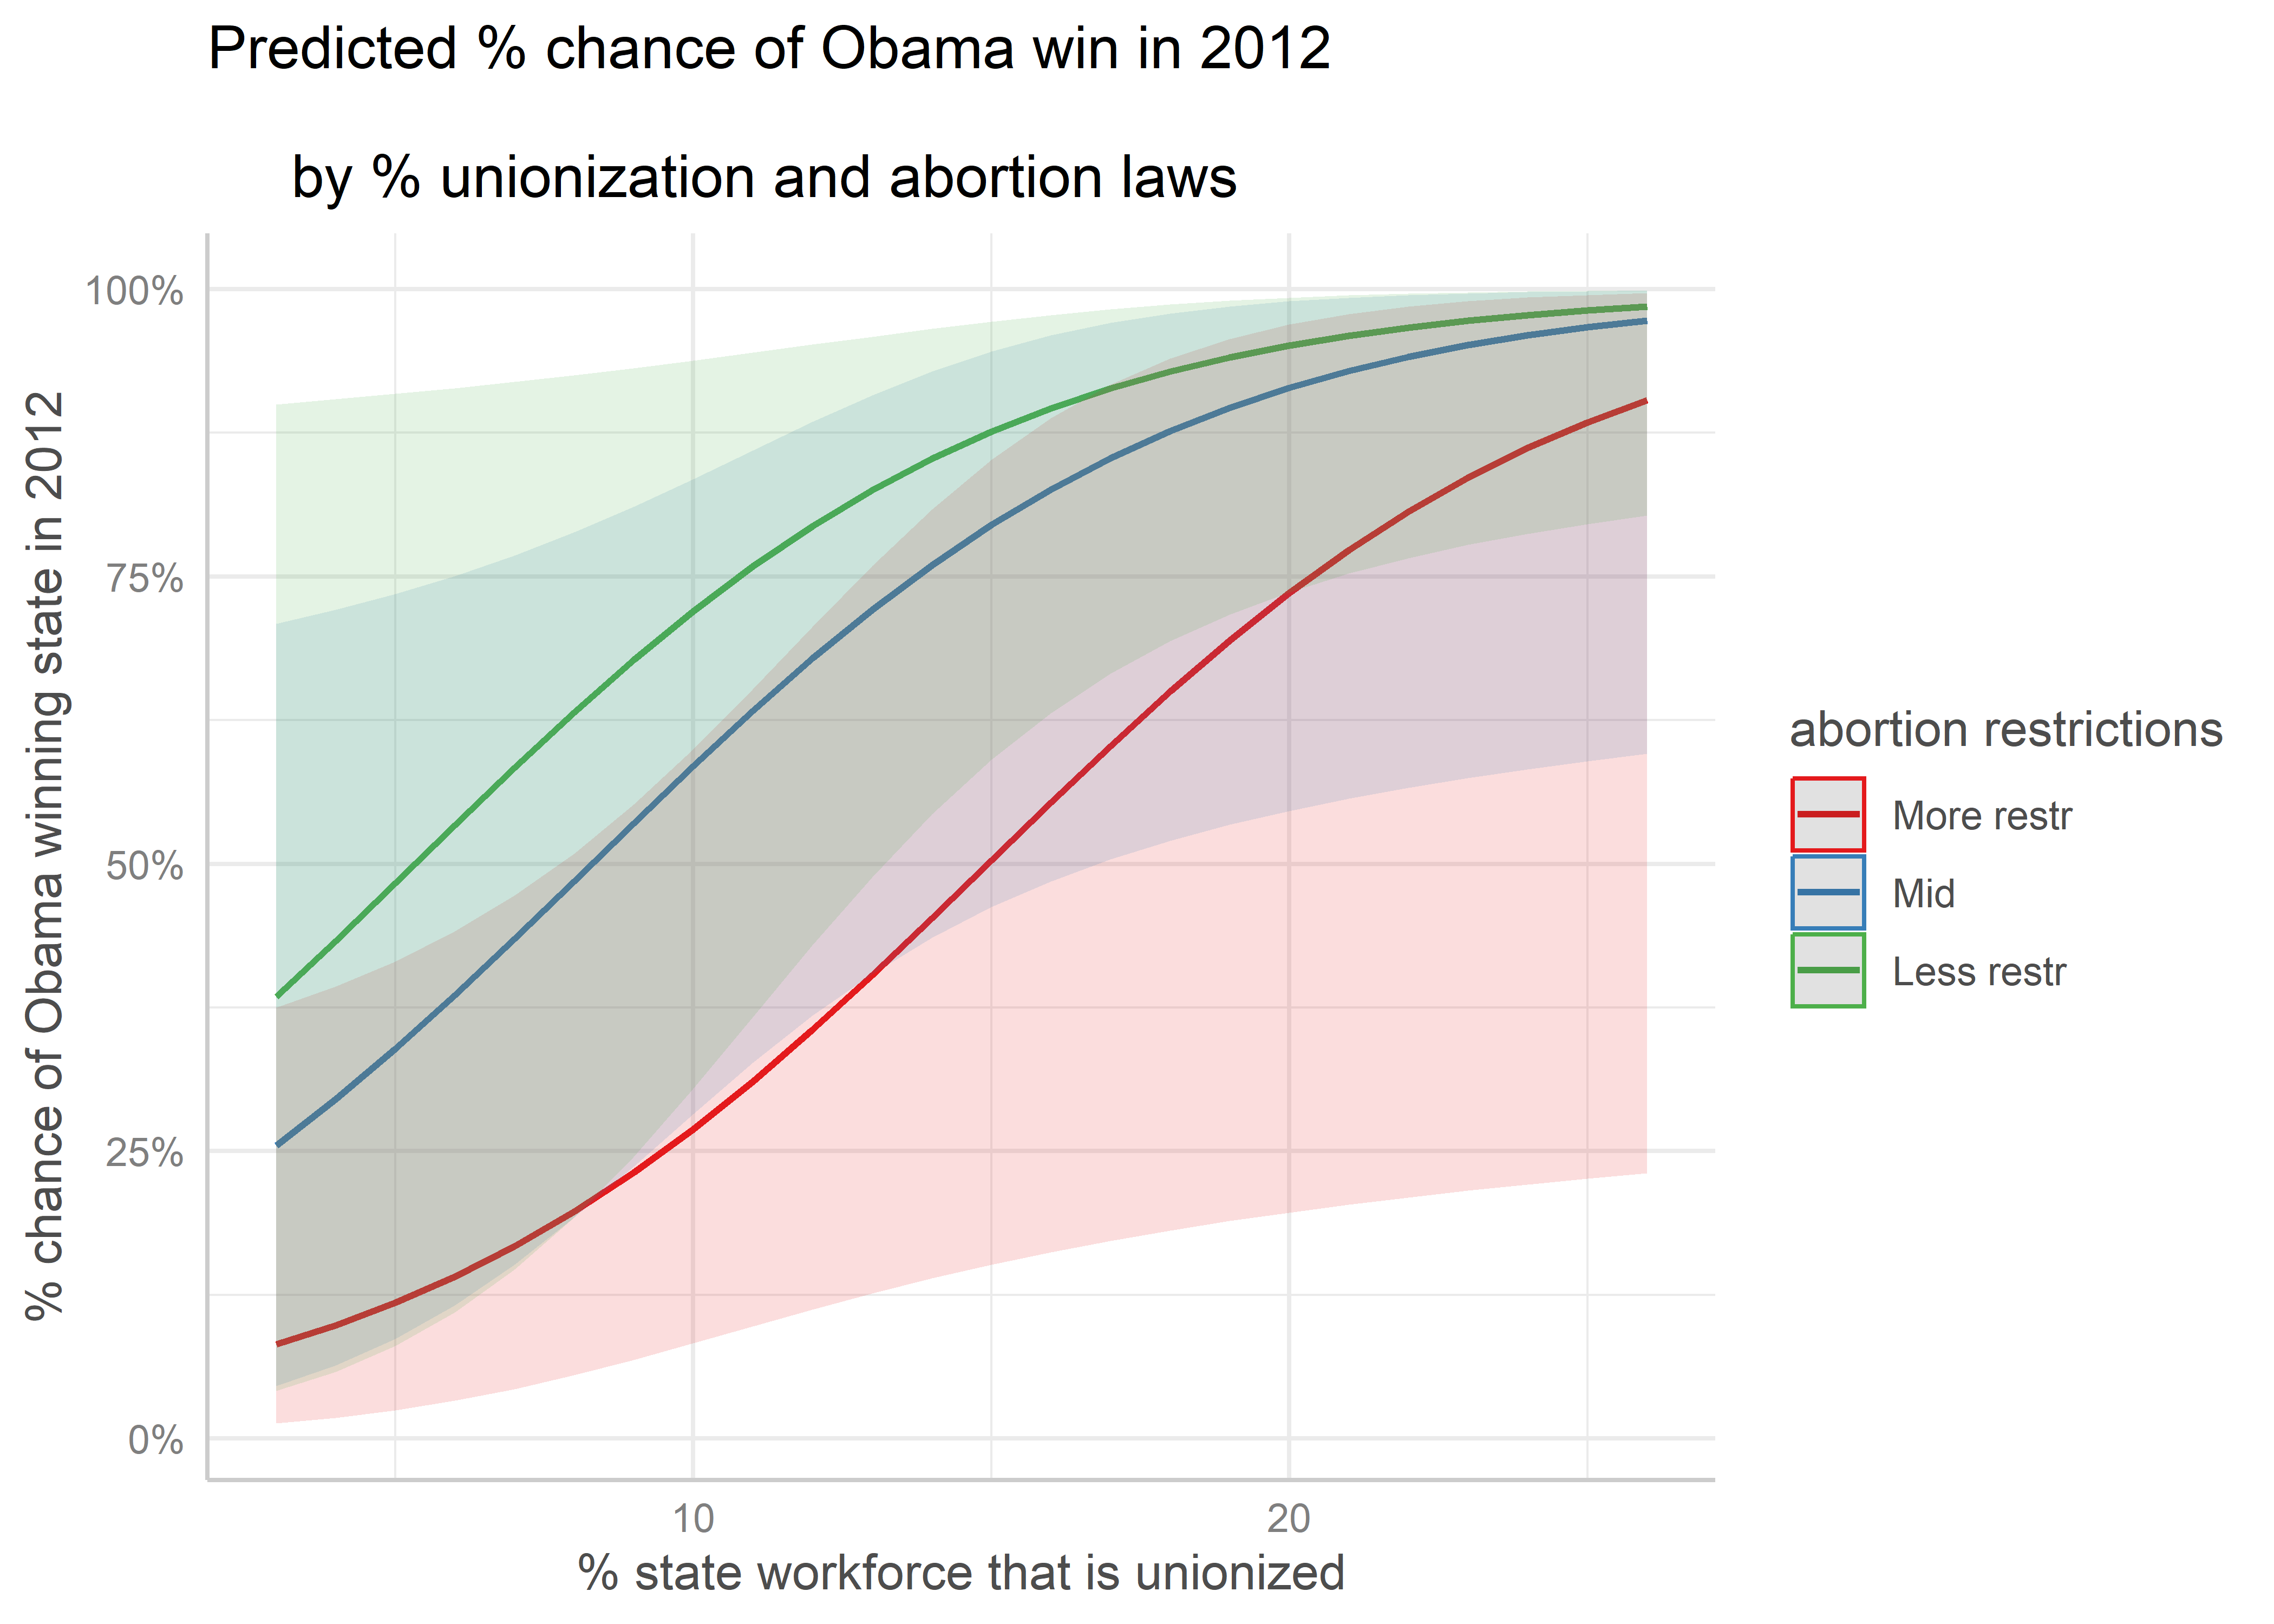 Predicted % chance of Obama win in 2012
by % unionization and abortion laws
% chance of Obama winning state in 2012
100%
75%
50%
25%
0%
10
20
% state workforce that is unionized
abortion restrictions
More restr
Mid
Less restr